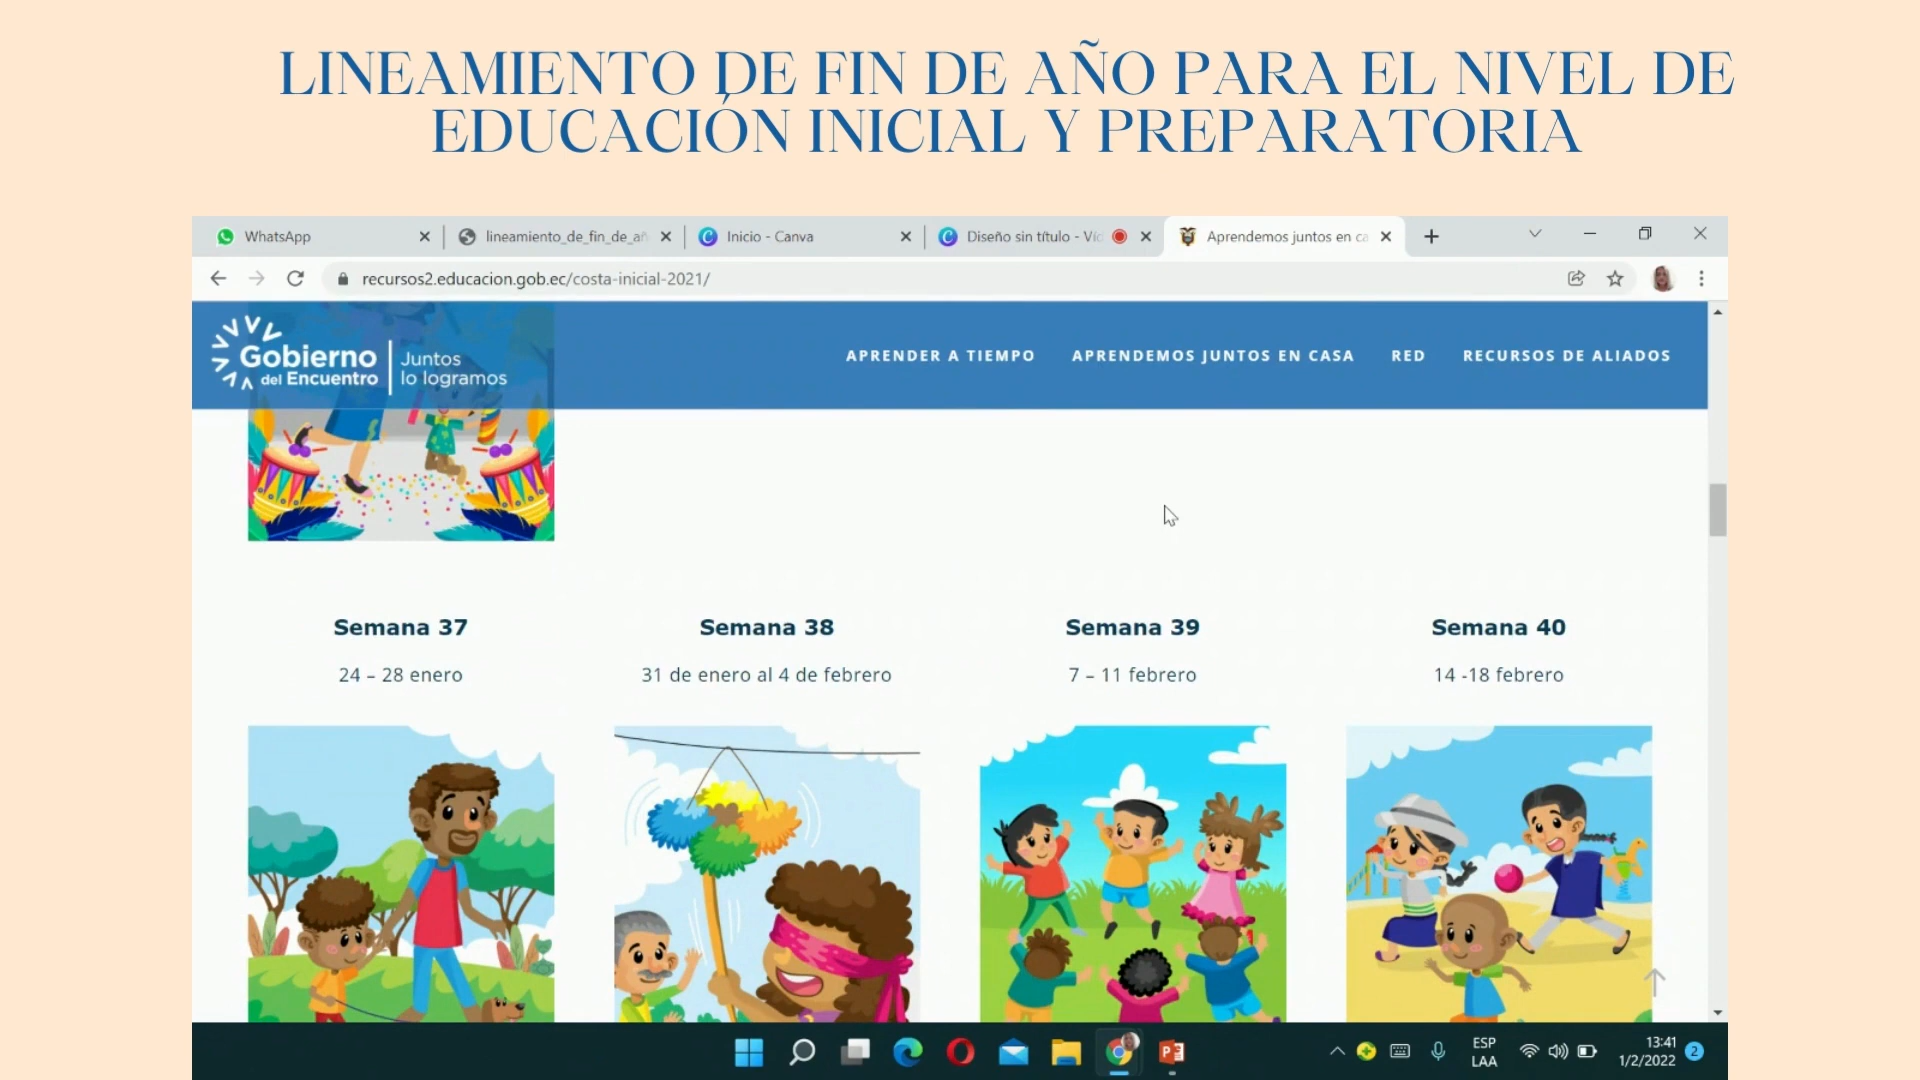 LINEAMIENTO DE FIN DE AÑO PARA EL NIVEL DE
EDUCACIÓN INICIAL Y PREPARATORIA
WhatsApp
lineamiento_de_fin_de_añ
Inicio - Canva
Diseño sin título - Víd
Aprendemos juntos en ca
recursos2.educacion.gob.ec/costa-inicial-2021/
Gobierno
del Encuentro
Juntos
lo logramos
APRENDER A TIEMPO
APRENDEMOS JUNTOS EN CASA
RED
RECURSOS DE ALIADOS
Semana 37
24 – 28 enero
Semana 38
31 de enero al 4 de febrero
Semana 39
7 – 11 febrero
Semana 40
14 -18 febrero
ESP
LAA
13:41
1/2/2022
2